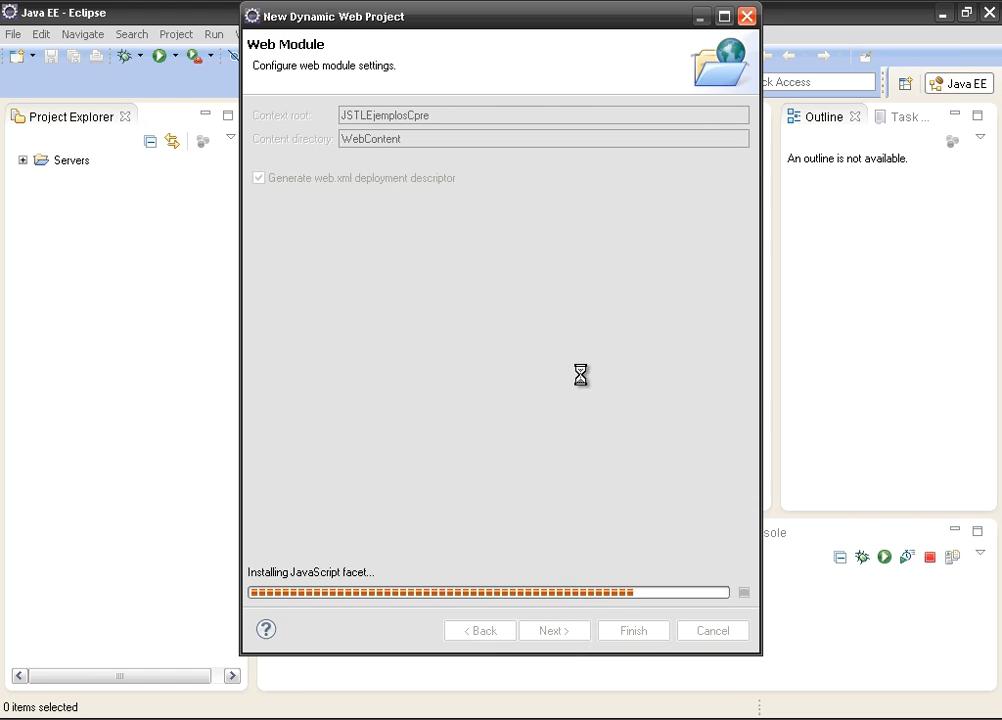 Java EE - Eclipse
New Dynamic Web Project
File Edit Navigate Search Project Run
Web Module
Configure web module settings.
ck Access
Java EE
Project Explorer
Context root: JSTLEjemplosCpre
Content directory: WebContent
Outline
Task ...
Servers
An outline is not available.
Generate web.xml deployment descriptor
sole
Installing JavaScript facet...
< Back
Next >
Finish
Cancel
0 items selected